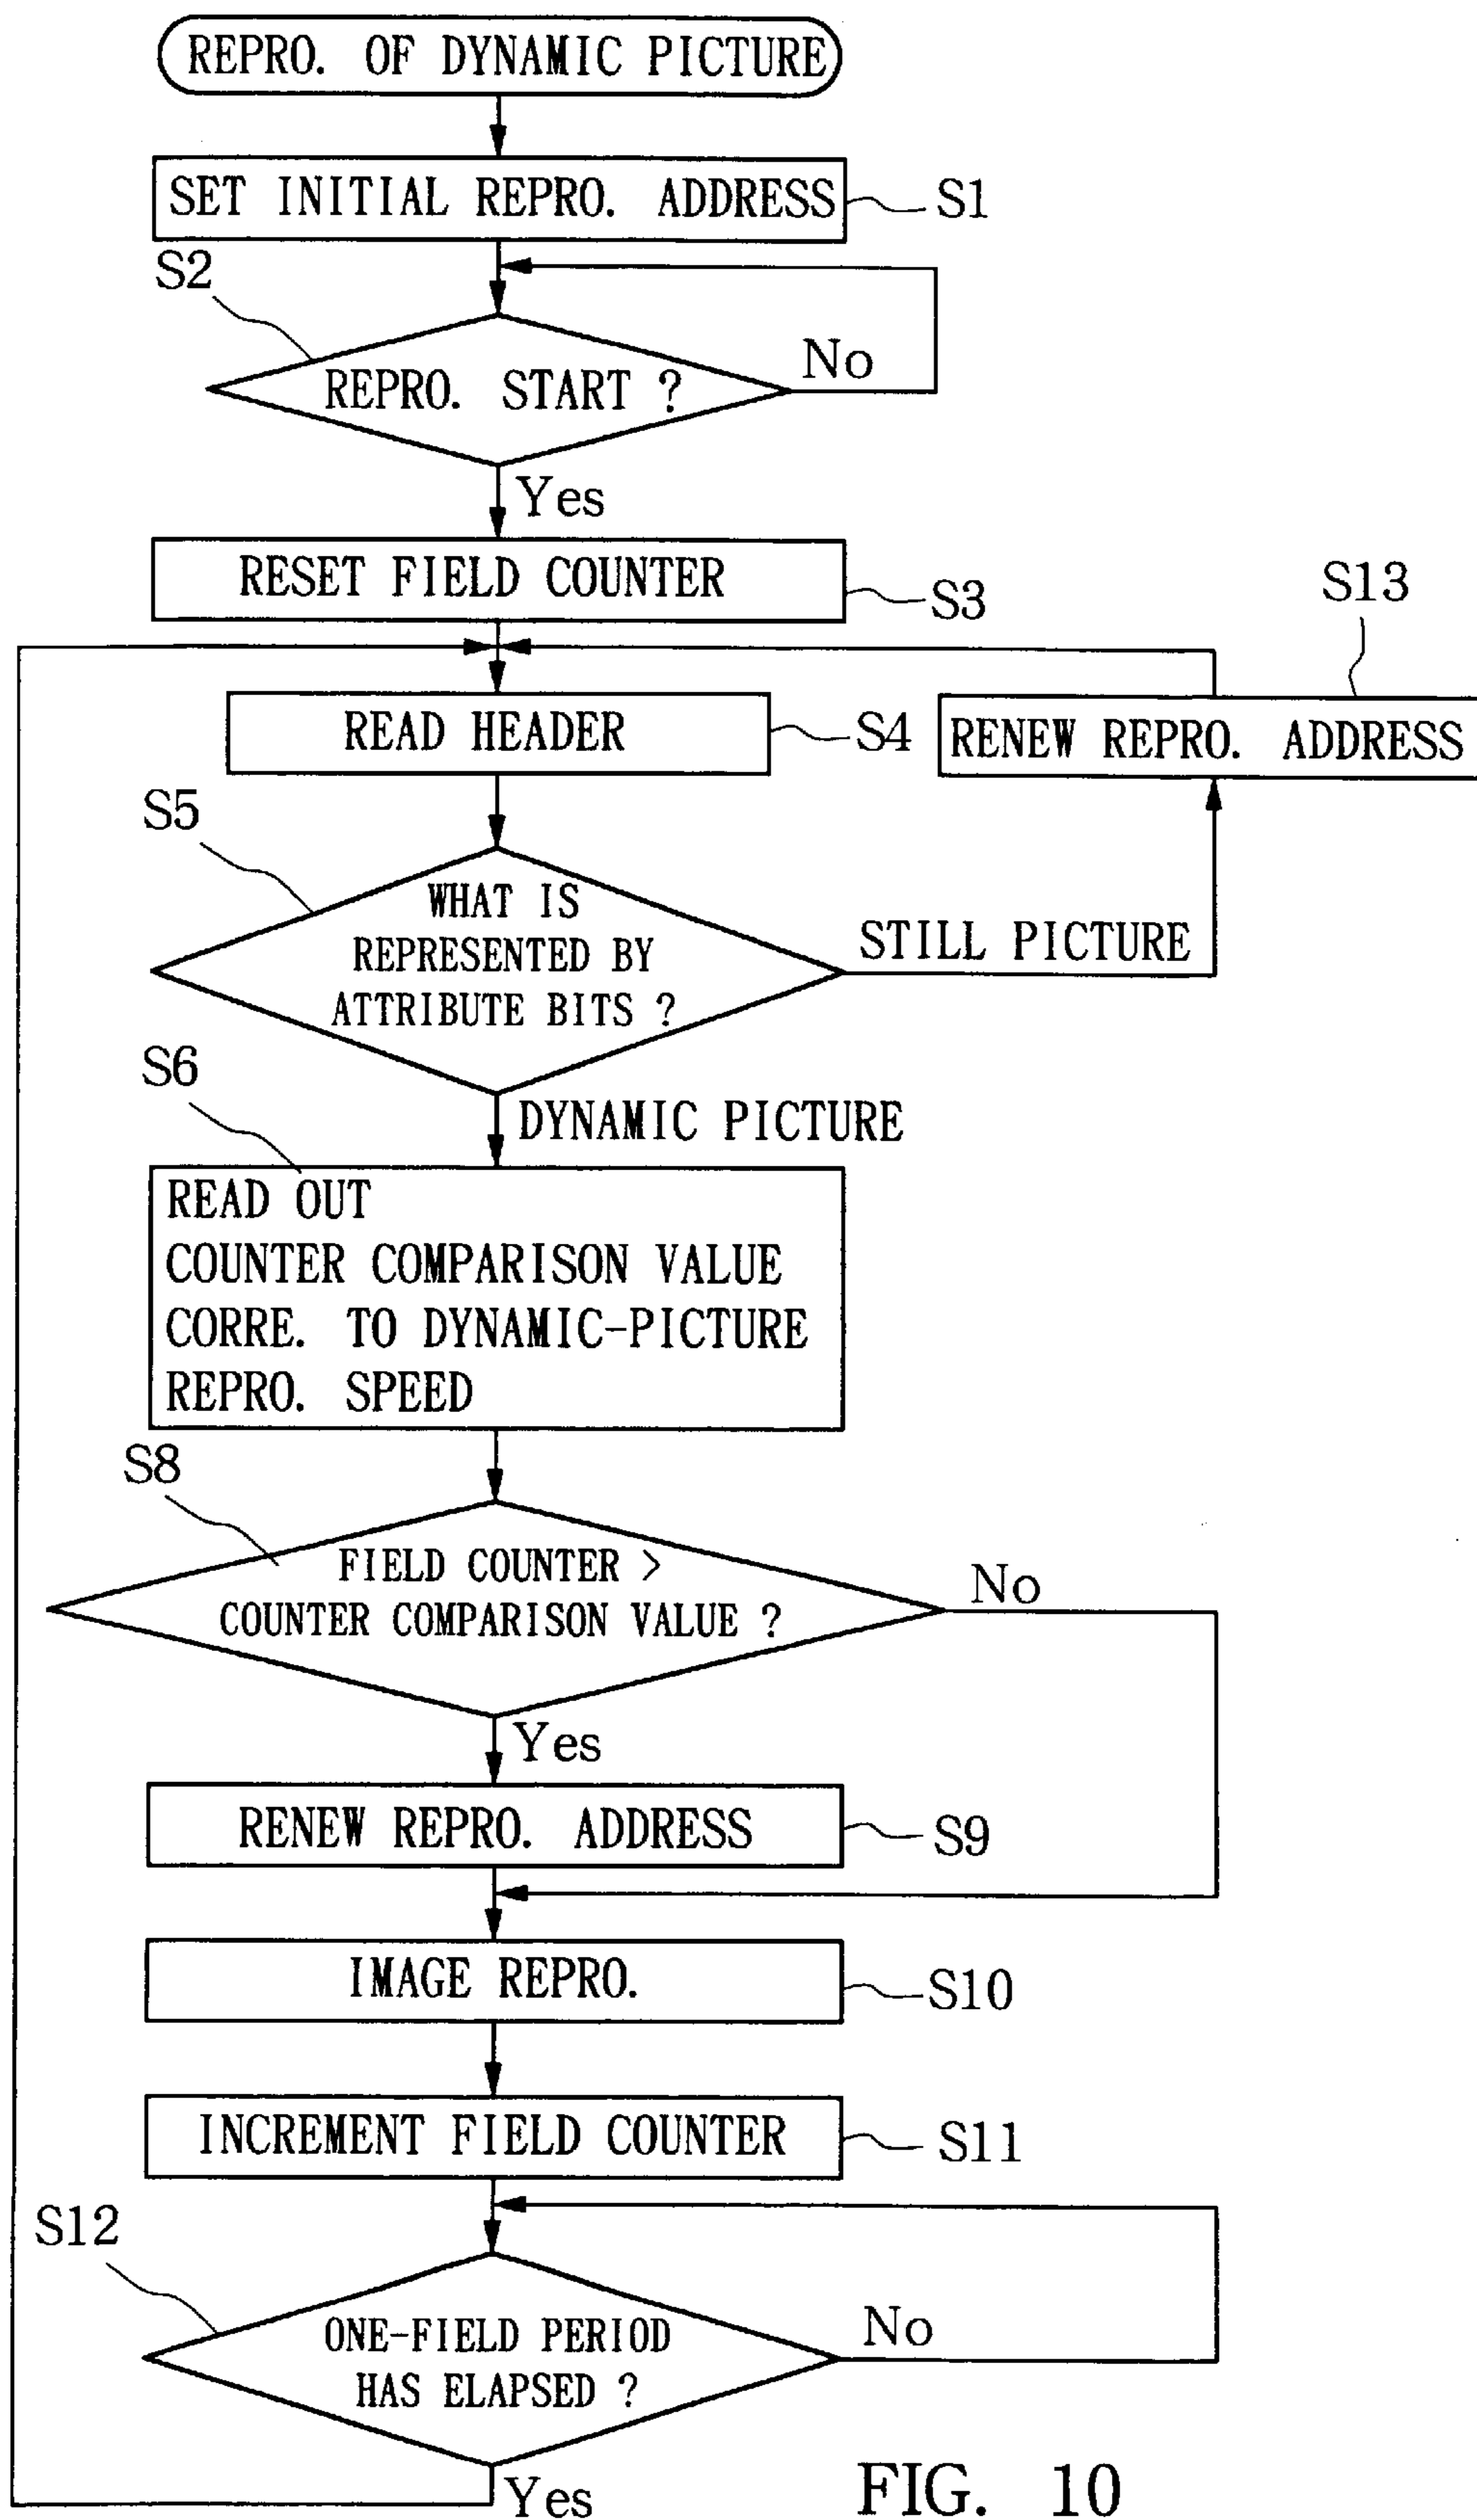 REPRO. OF DYNAMIC PICTURE
SET INITIAL REPRO. ADDRESS
S1
S2
REPRO. START ?
No
Yes
RESET FIELD COUNTER
S3
S13
READ HEADER
S4
RENEW REPRO. ADDRESS
S5
WHAT IS
REPRESENTED BY
ATTRIBUTE BITS ?
STILL PICTURE
S6
DYNAMIC PICTURE
READ OUT
COUNTER COMPARISON VALUE
CORRE. TO DYNAMIC-PICTURE
REPRO. SPEED
S8
FIELD COUNTER >
COUNTER COMPARISON VALUE ?
No
Yes
RENEW REPRO. ADDRESS
S9
IMAGE REPRO.
S10
INCREMENT FIELD COUNTER
S11
S12
ONE-FIELD PERIOD
HAS ELAPSED ?
No
Yes
FIG. 10